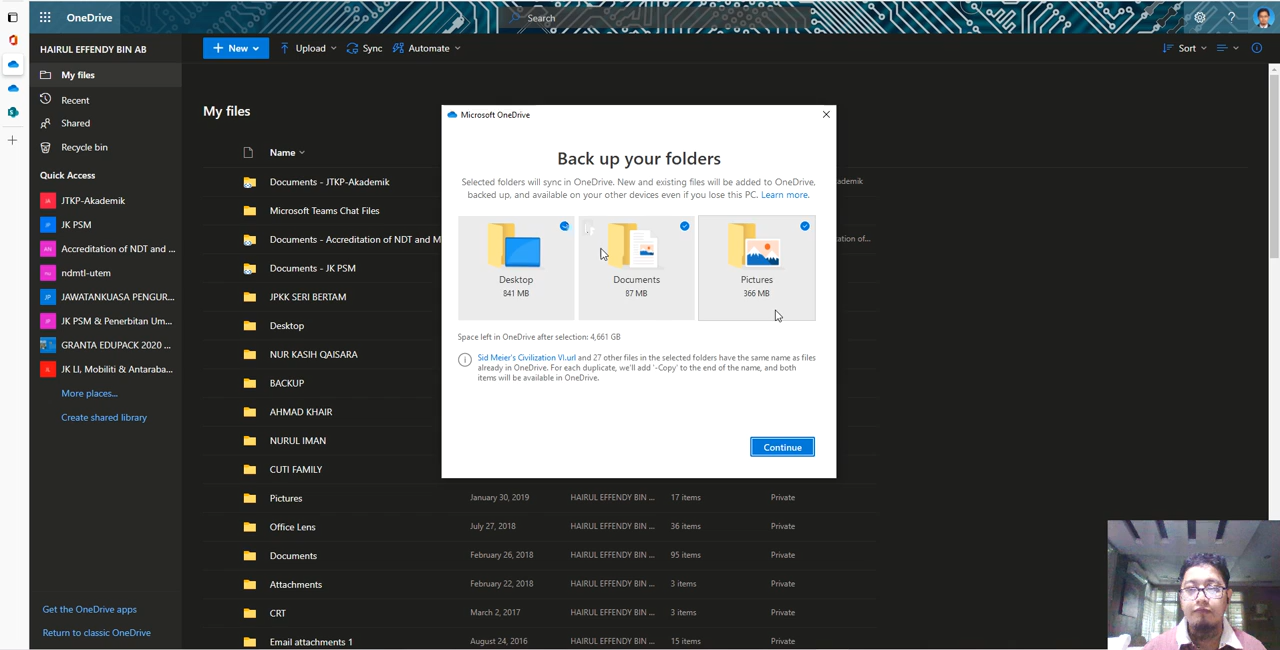 OneDrive
Search
HAIRUL EFFENDY BIN AB
New
Upload
Sync
Automate
Sort
My files
Recent
Shared
Recycle bin
Quick Access
JTKP-Akademik
JK PSM
Accreditation of NDT and ...
ndmtl-utem
JAWATANKUASA PENGUR...
JK PSM & Penerbitan Um...
GRANTA EDUPACK 2020 ...
JK LI, Mobiliti & Antaraba...
More places...
Create shared library
Get the OneDrive apps
Return to classic OneDrive
My files
Name
Documents - JTKP-Akademik
Microsoft Teams Chat Files
Documents - Accreditation of NDT and M
Documents - JK PSM
JPKK SERI BERTAM
Desktop
NUR KASIH QAISARA
BACKUP
AHMAD KHAIR
NURUL IMAN
CUTI FAMILY
Pictures January 30, 2019 HAIRUL EFFENDY BIN ... 17 items Private
Office Lens July 27, 2018 HAIRUL EFFENDY BIN ... 36 items Private
Documents February 26, 2018 HAIRUL EFFENDY BIN ... 95 items Private
Attachments February 22, 2018 HAIRUL EFFENDY BIN ... 3 items Private
CRT March 2, 2017 HAIRUL EFFENDY BIN ... 3 items Private
Email attachments 1 August 24, 2016 HAIRUL EFFENDY BIN ... 15 items Private
Microsoft OneDrive
Back up your folders
Selected folders will sync in OneDrive. New and existing files will be added to OneDrive,
backed up, and available on your other devices even if you lose this PC. Learn more.
Desktop
841 MB
Documents
87 MB
Pictures
366 MB
Space left in OneDrive after selection: 4,661 GB
Sid Meier's Civilization VI.url and 27 other files in the selected folders have the same name as files
already in OneDrive. For each duplicate, we'll add '-Copy' to the end of the name, and both
items will be available in OneDrive.
Continue